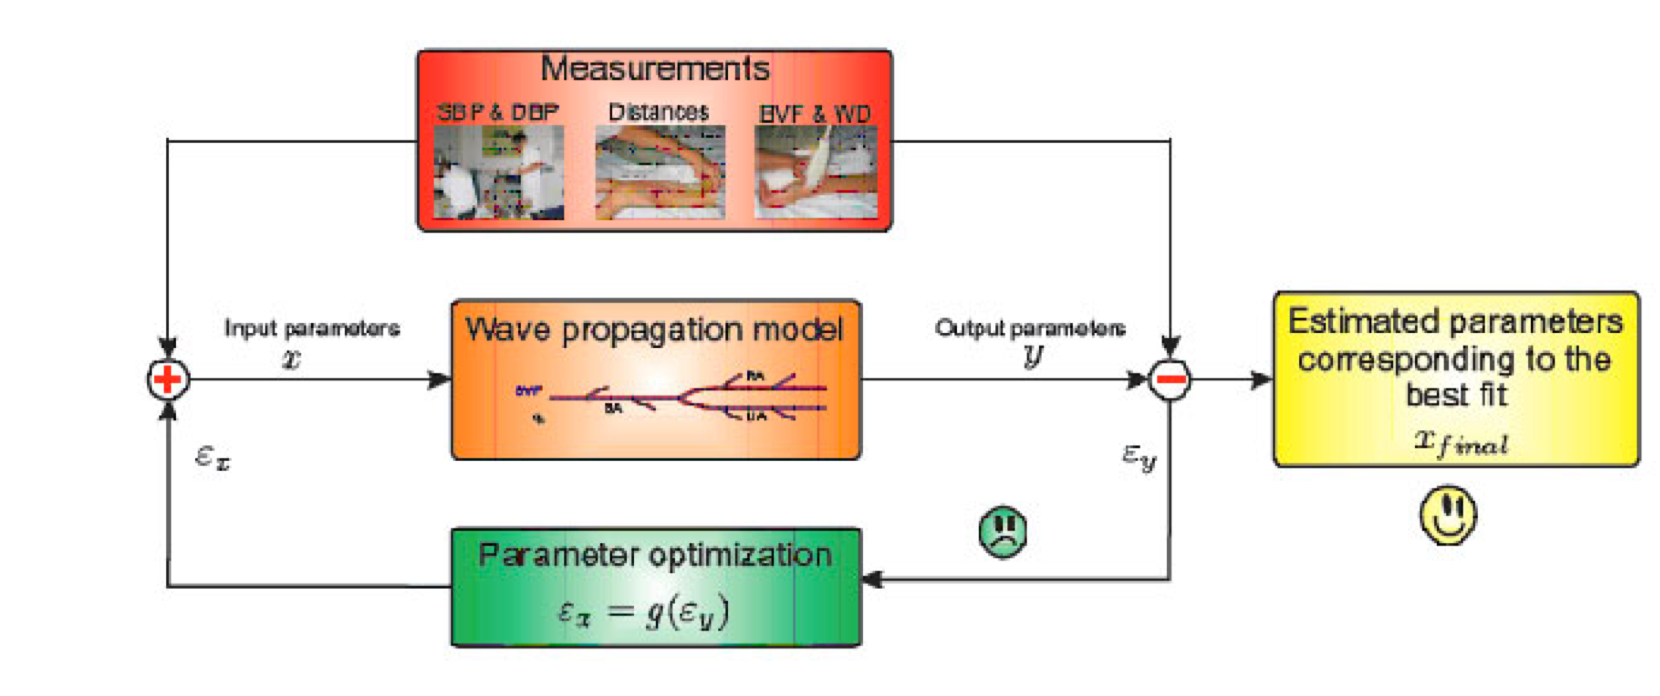 Measurements
SBP & DBP
Distances
BVF & WD
Input parameters
x
Wave propagation model
BVF
BA
RA
UA
Output parameters
y
+
−
Estimated parameters
corresponding to the
best fit
x_final
ε_x
ε_y
Parameter optimization
ε_x = g(ε_y)